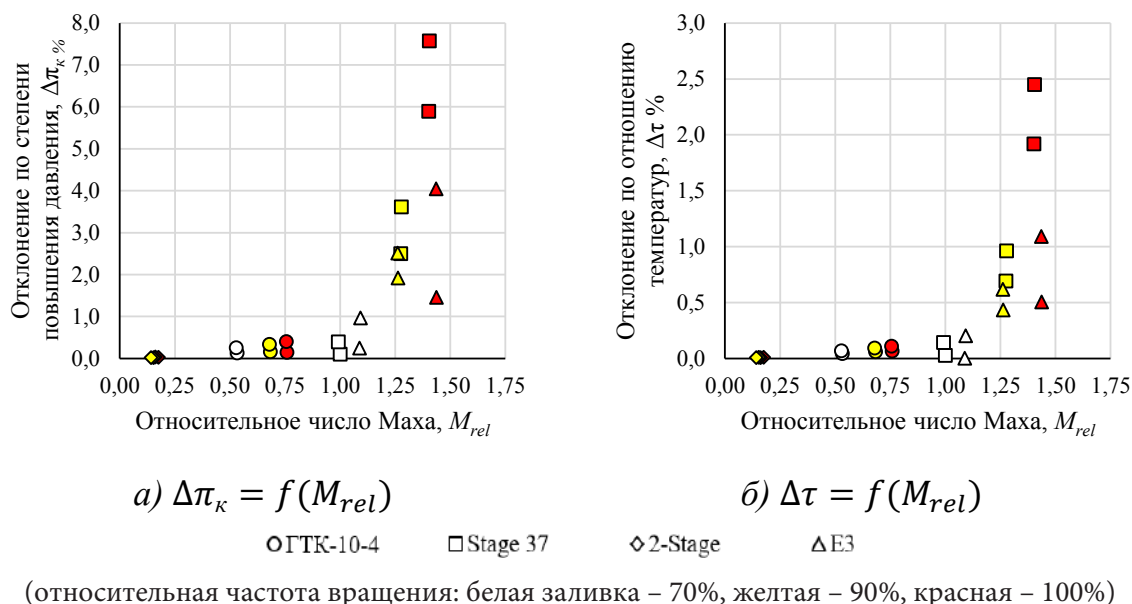 8,0
7,0
6,0
5,0
4,0
3,0
2,0
1,0
0,0
Отклонение по степени
повышения давления, Δπк %
0,00 0,25 0,50 0,75 1,00 1,25 1,50 1,75
Относительное число Маха, Mrel
3,0
2,5
2,0
1,5
1,0
0,5
0,0
Отклонение по отношению
температур, Δτ %
0,00 0,25 0,50 0,75 1,00 1,25 1,50 1,75
Относительное число Маха, Mrel
а) Δπк = f(Mrel)
б) Δτ = f(Mrel)
ГТК-10-4 Stage 37 2-Stage E3
(относительная частота вращения: белая заливка – 70%, желтая – 90%, красная – 100%)